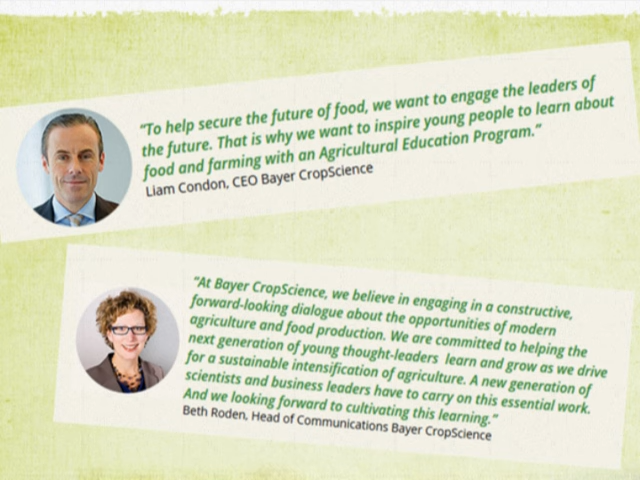 “To help secure the future of food, we want to engage the leaders of
the future. That is why we want to inspire young people to learn about
food and farming with an Agricultural Education Program.”
Liam Condon, CEO Bayer CropScience
“At Bayer CropScience, we believe in engaging in a constructive,
forward-looking dialogue about the opportunities of modern
agriculture and food production. We are committed to helping the
next generation of young thought-leaders learn and grow as we drive
for a sustainable intensification of agriculture. A new generation of
scientists and business leaders have to carry on this essential work.
And we looking forward to cultivating this learning.”
Beth Roden, Head of Communications Bayer CropScience